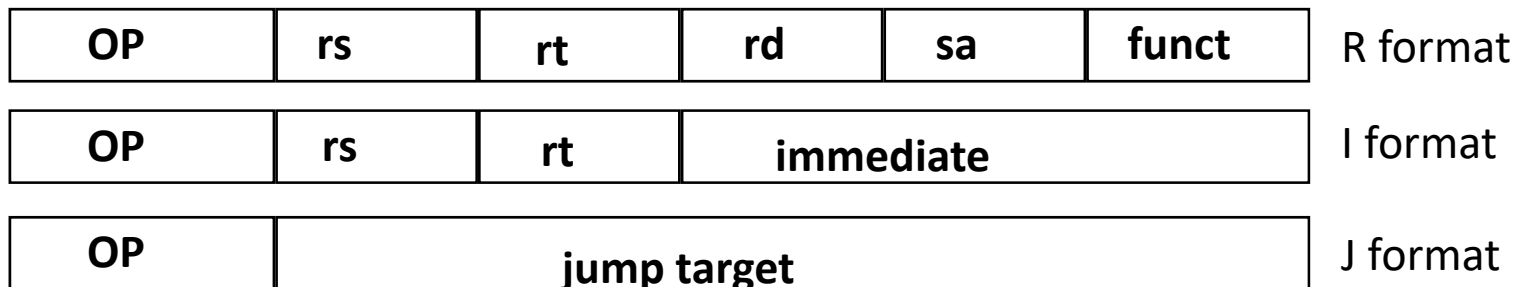 OP rs rt rd sa funct R format
OP rs rt immediate I format
OP jump target J format